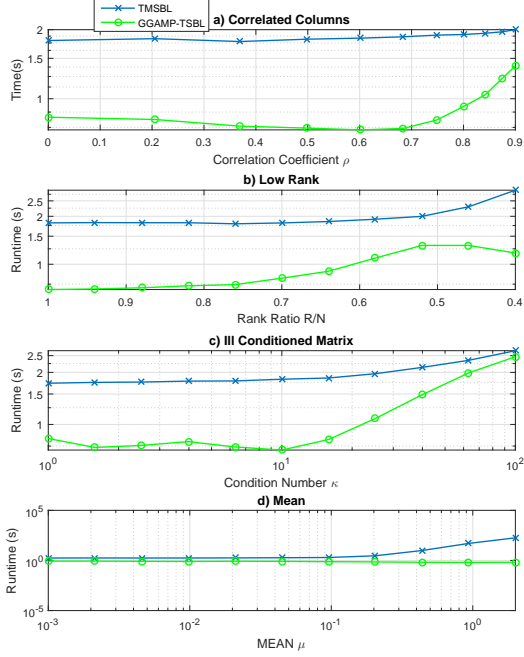 TMSBL
GGAMP-TSBL
a) Correlated Columns
2
1.5
1
Time(s)
0 0.1 0.2 0.3 0.4 0.5 0.6 0.7 0.8 0.9
Correlation Coefficient ρ
b) Low Rank
2.5
2
1.5
1
Runtime (s)
1 0.9 0.8 0.7 0.6 0.5 0.4
Rank Ratio R/N
c) Ill Conditioned Matrix
2.5
2
1.5
1
Runtime (s)
10^0 10^1 10^2
Condition Number κ
d) Mean
10^5
10^0
10^-5
Runtime (s)
10^-3 10^-2 10^-1 10^0
MEAN μ